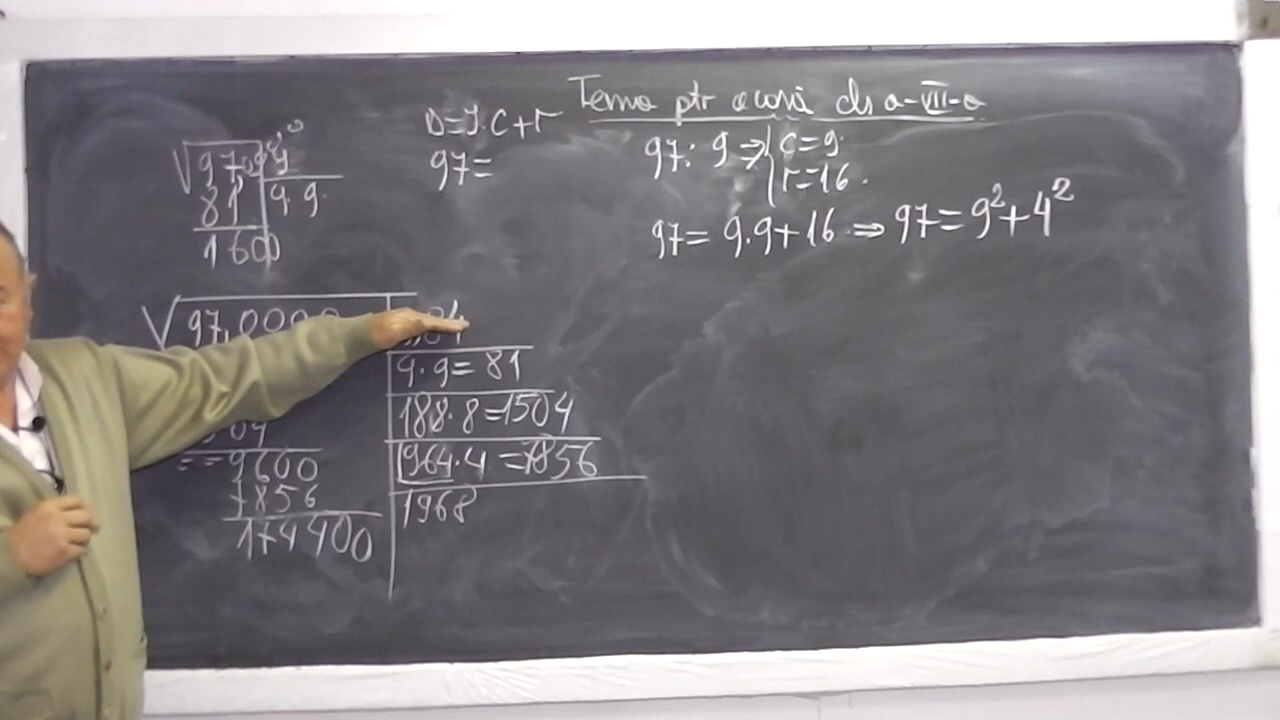 Tema ptr acasă cls a-VII-a
D=Î.C+r
97=
97: 9 ⇒ C=9.
r=16.
97= 9.9+16 ⇒ 97=9²+4²
√97
81
9.9.
1600
√97,0000
9.9=81
188.8=1504
1964.4=7856
1968
9600
7856
174400